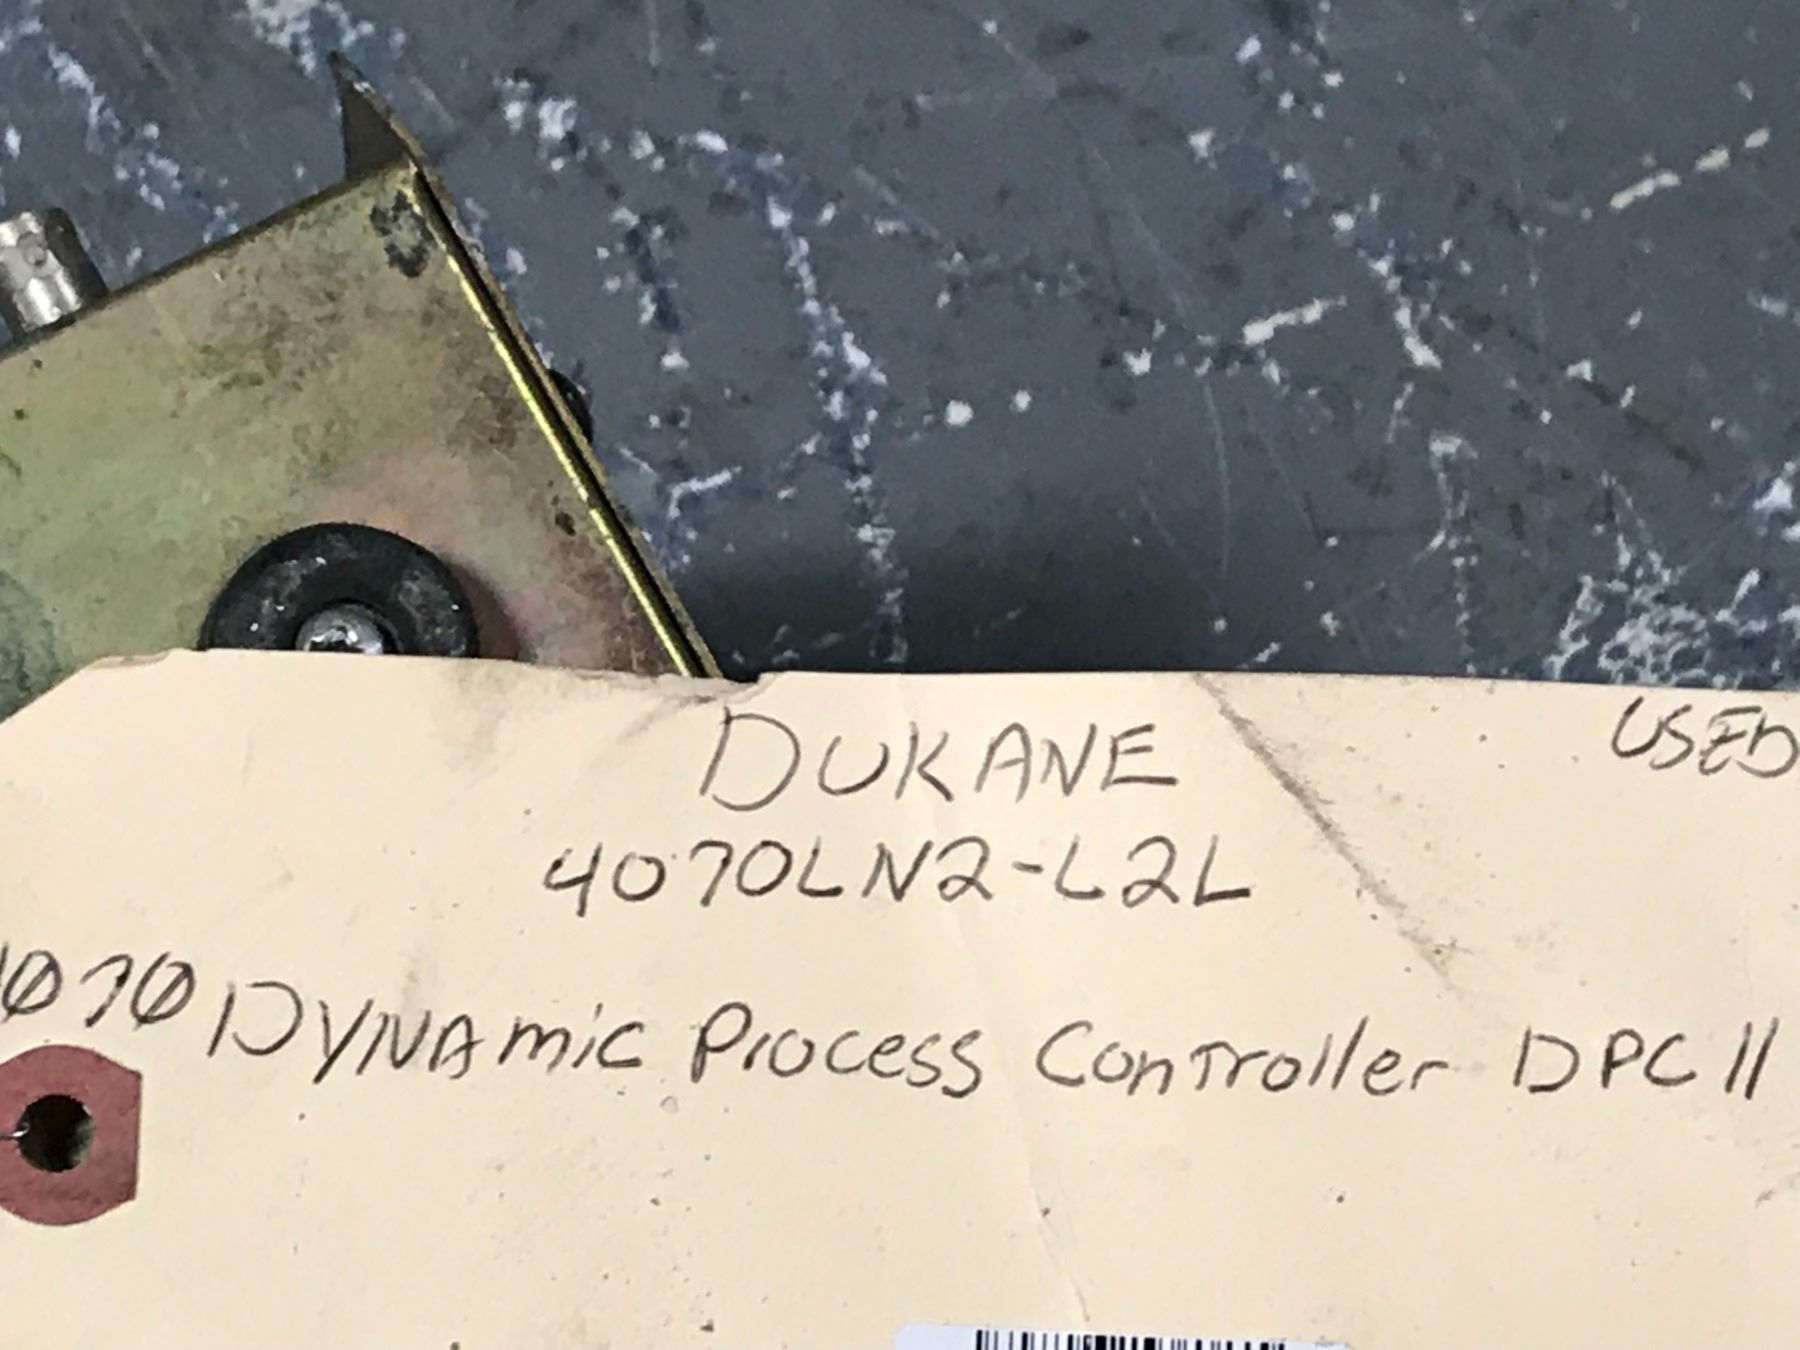 DUKANE
USED
4070LN2-L2L
4070 DYNAMic Process Controller DPC II